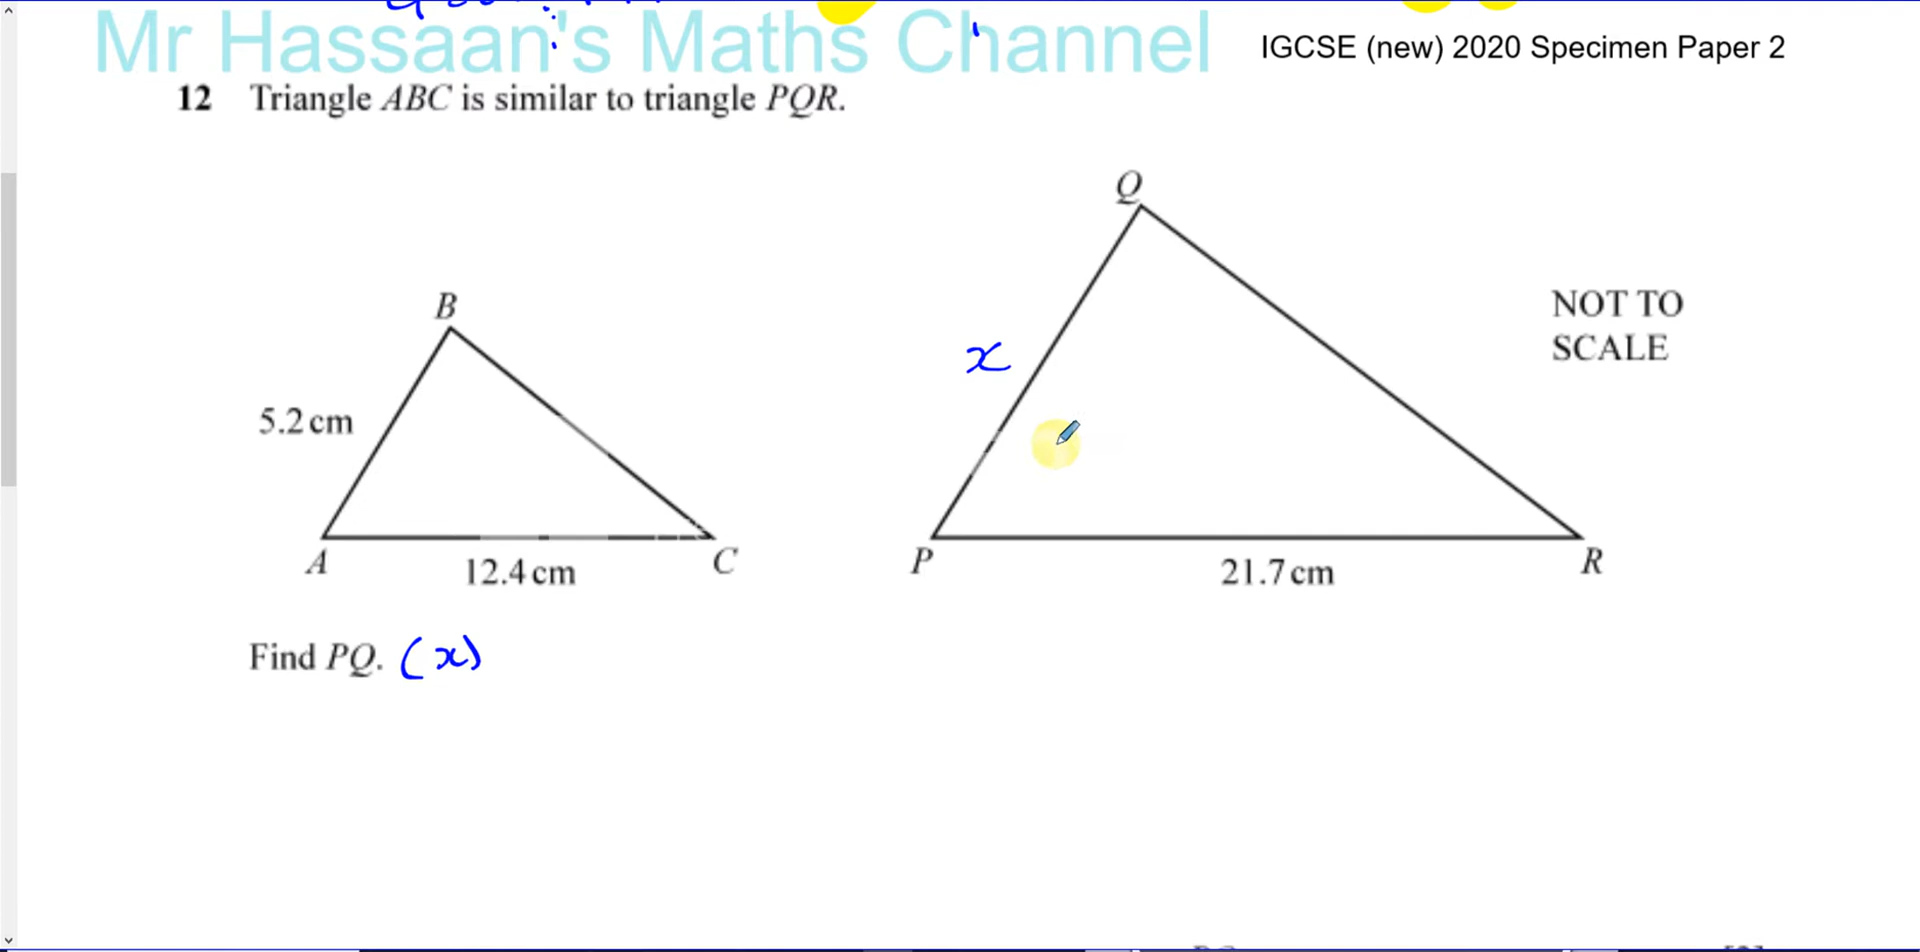 Mr Hassaan's Maths Channel
IGCSE (new) 2020 Specimen Paper 2
12 Triangle ABC is similar to triangle PQR.
Q
B
NOT TO
SCALE
x
5.2 cm
A
12.4 cm
C
P
21.7 cm
R
Find PQ. (x)